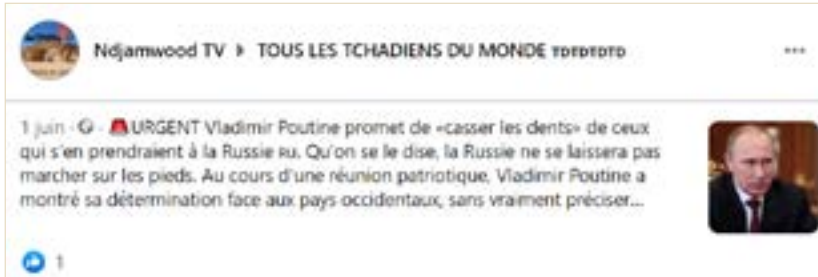 Ndjamwood TV ▸ TOUS LES TCHADIENS DU MONDE TDTDTDTD
1 juin · 🚨URGENT Vladimir Poutine promet de «casser les dents» de ceux
qui s'en prendraient à la Russie RU. Qu'on se le dise, la Russie ne se laissera pas
marcher sur les pieds. Au cours d'une réunion patriotique, Vladimir Poutine a
montré sa détermination face aux pays occidentaux, sans vraiment préciser...
1